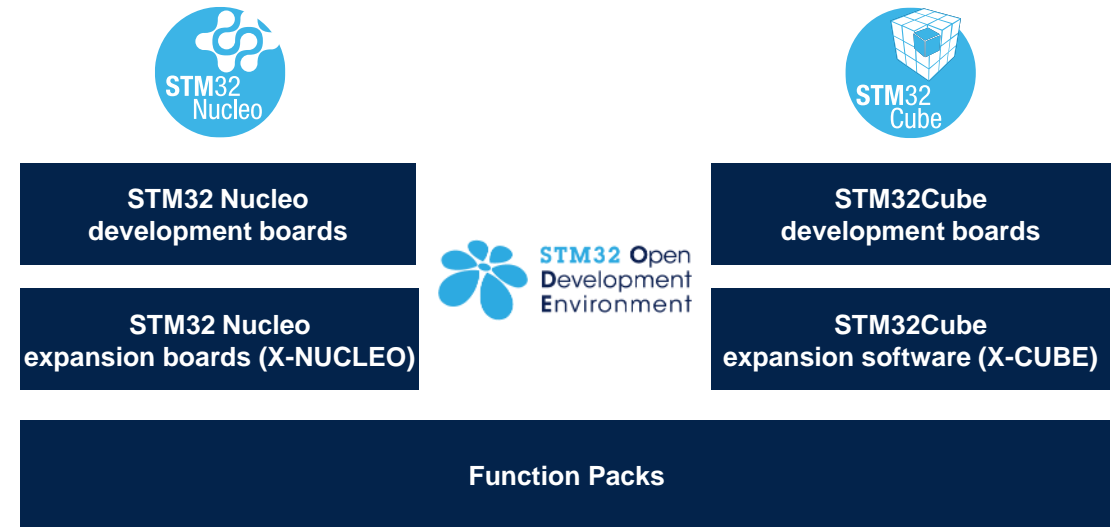 STM32
Nucleo
STM32
Cube
STM32 Nucleo
development boards
STM32Cube
development boards
STM32 Open
Development
Environment
STM32 Nucleo
expansion boards (X-NUCLEO)
STM32Cube
expansion software (X-CUBE)
Function Packs